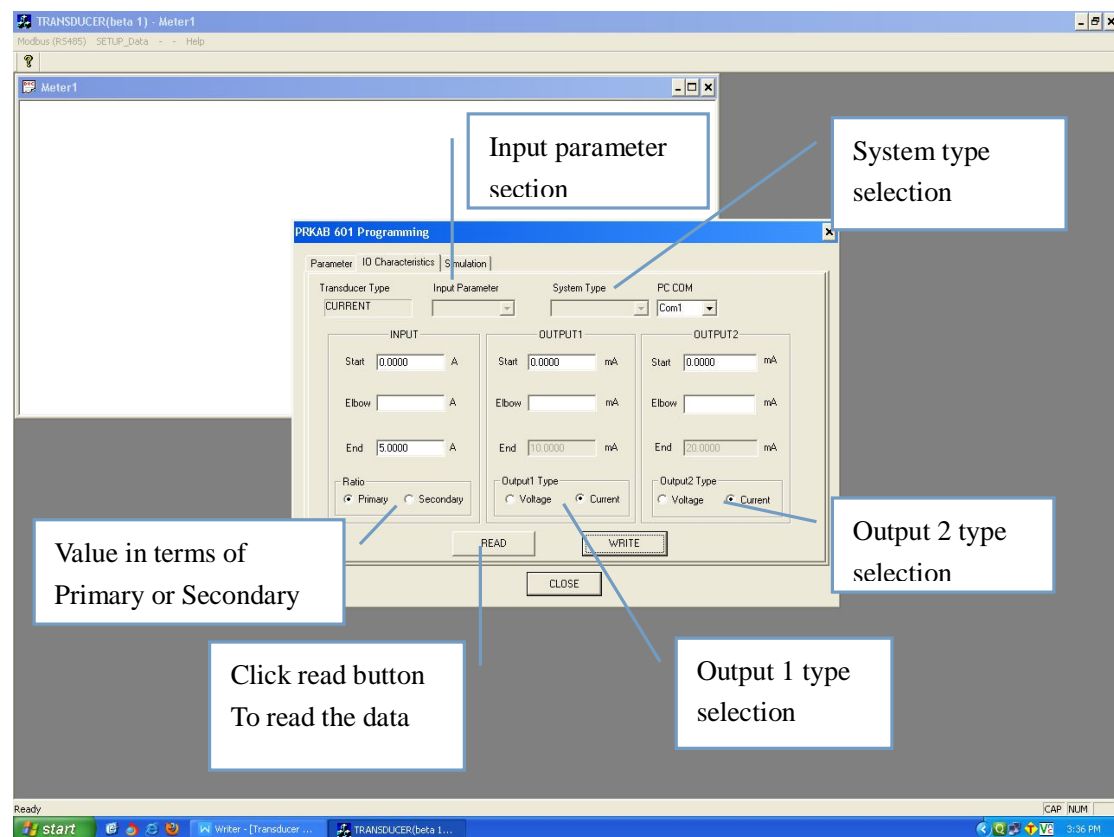 TRANSDUCER(beta 1) - Meter1
Modbus (RS485) SETUP_Data - - Help
Meter1
Input parameter
section
System type
selection
PRKAB 601 Programming
Parameter IO Characteristics Simulation
Transducer Type Input Parameter System Type PC COM
CURRENT Com1
INPUT OUTPUT1 OUTPUT2
Start 0.0000 A Start 0.0000 mA Start 0.0000 mA
Elbow A Elbow mA Elbow mA
End 5.0000 A End 10.0000 mA End 20.0000 mA
Ratio Output1 Type Output2 Type
Primary Secondary Voltage Current Voltage Current
READ WRITE
CLOSE
Value in terms of
Primary or Secondary
Output 2 type
selection
Click read button
To read the data
Output 1 type
selection
Ready CAP NUM
start Writer - [Transducer ... TRANSDUCER(beta 1... 3:36 PM